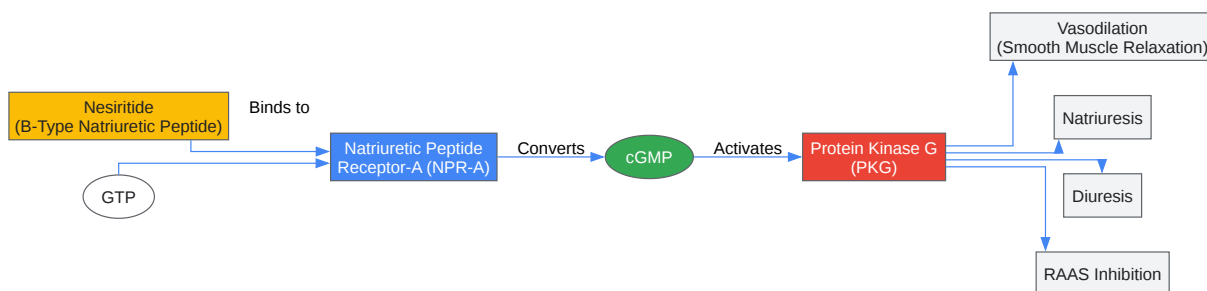 Vasodilation
(Smooth Muscle Relaxation)
Nesiritide
(B-Type Natriuretic Peptide)
Binds to
Natriuresis
Natriuretic Peptide
Receptor-A (NPR-A)
Converts
cGMP
Activates
Protein Kinase G
(PKG)
GTP
Diuresis
RAAS Inhibition